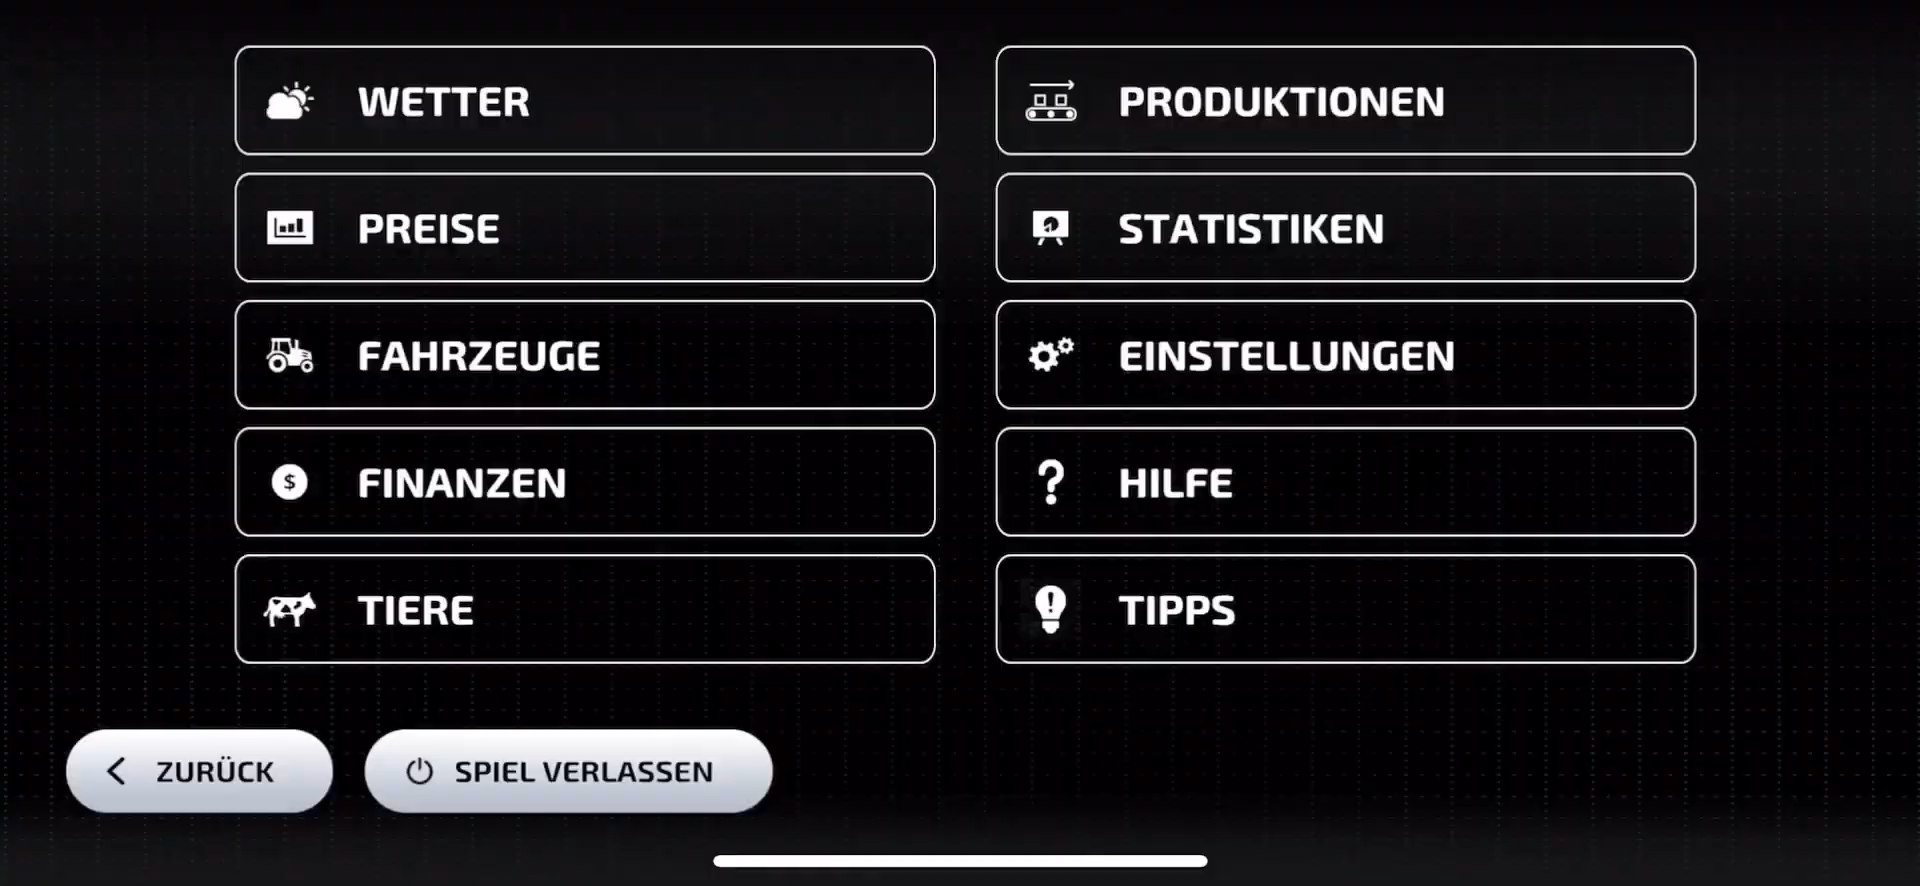 WETTER
PREISE
FAHRZEUGE
FINANZEN
TIERE
PRODUKTIONEN
STATISTIKEN
EINSTELLUNGEN
HILFE
TIPPS
ZURÜCK
SPIEL VERLASSEN